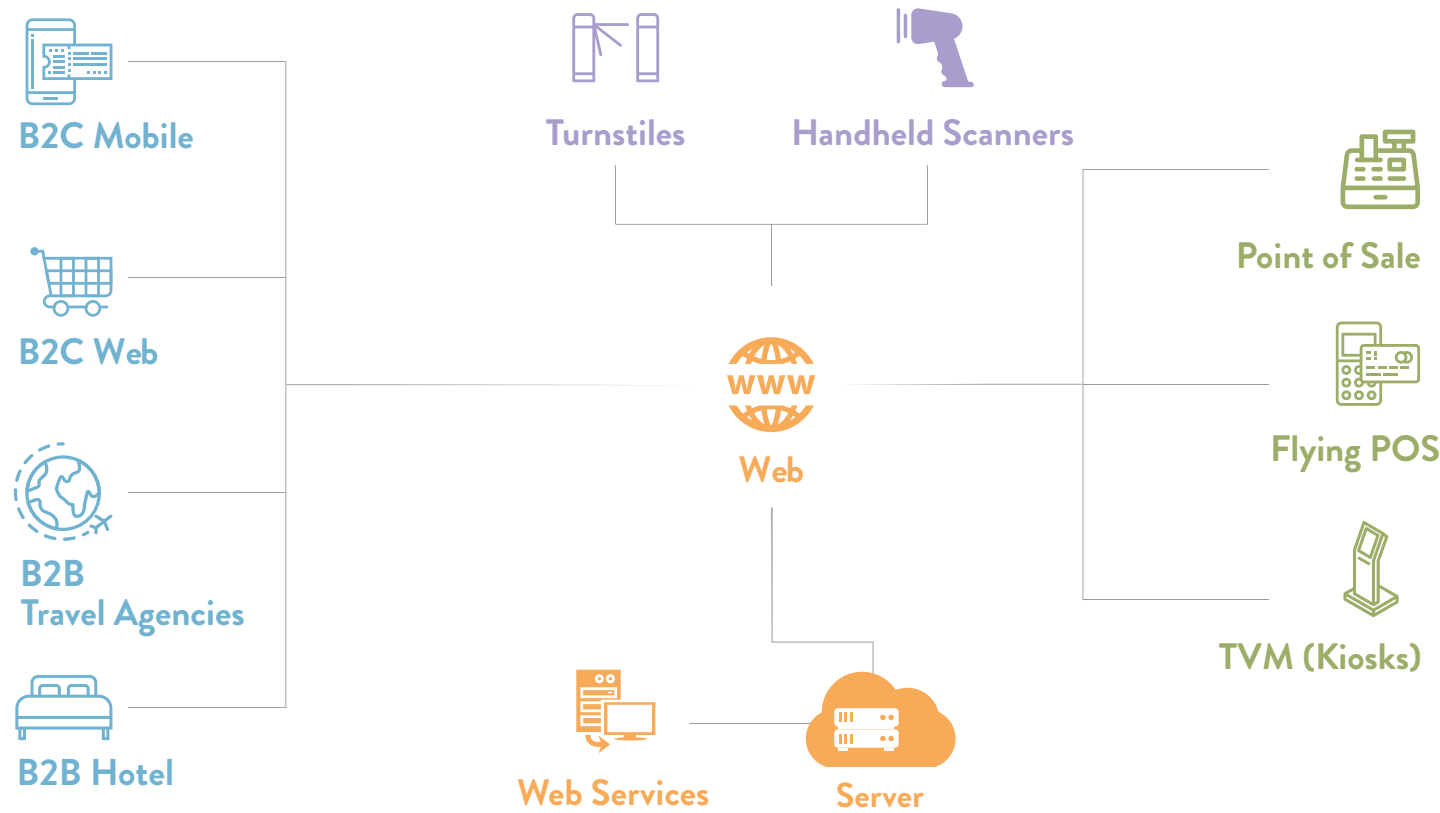 B2C Mobile
Turnstiles
Handheld Scanners
Point of Sale
B2C Web
www
Web
Flying POS
B2B
Travel Agencies
TVM (Kiosks)
B2B Hotel
Web Services
Server